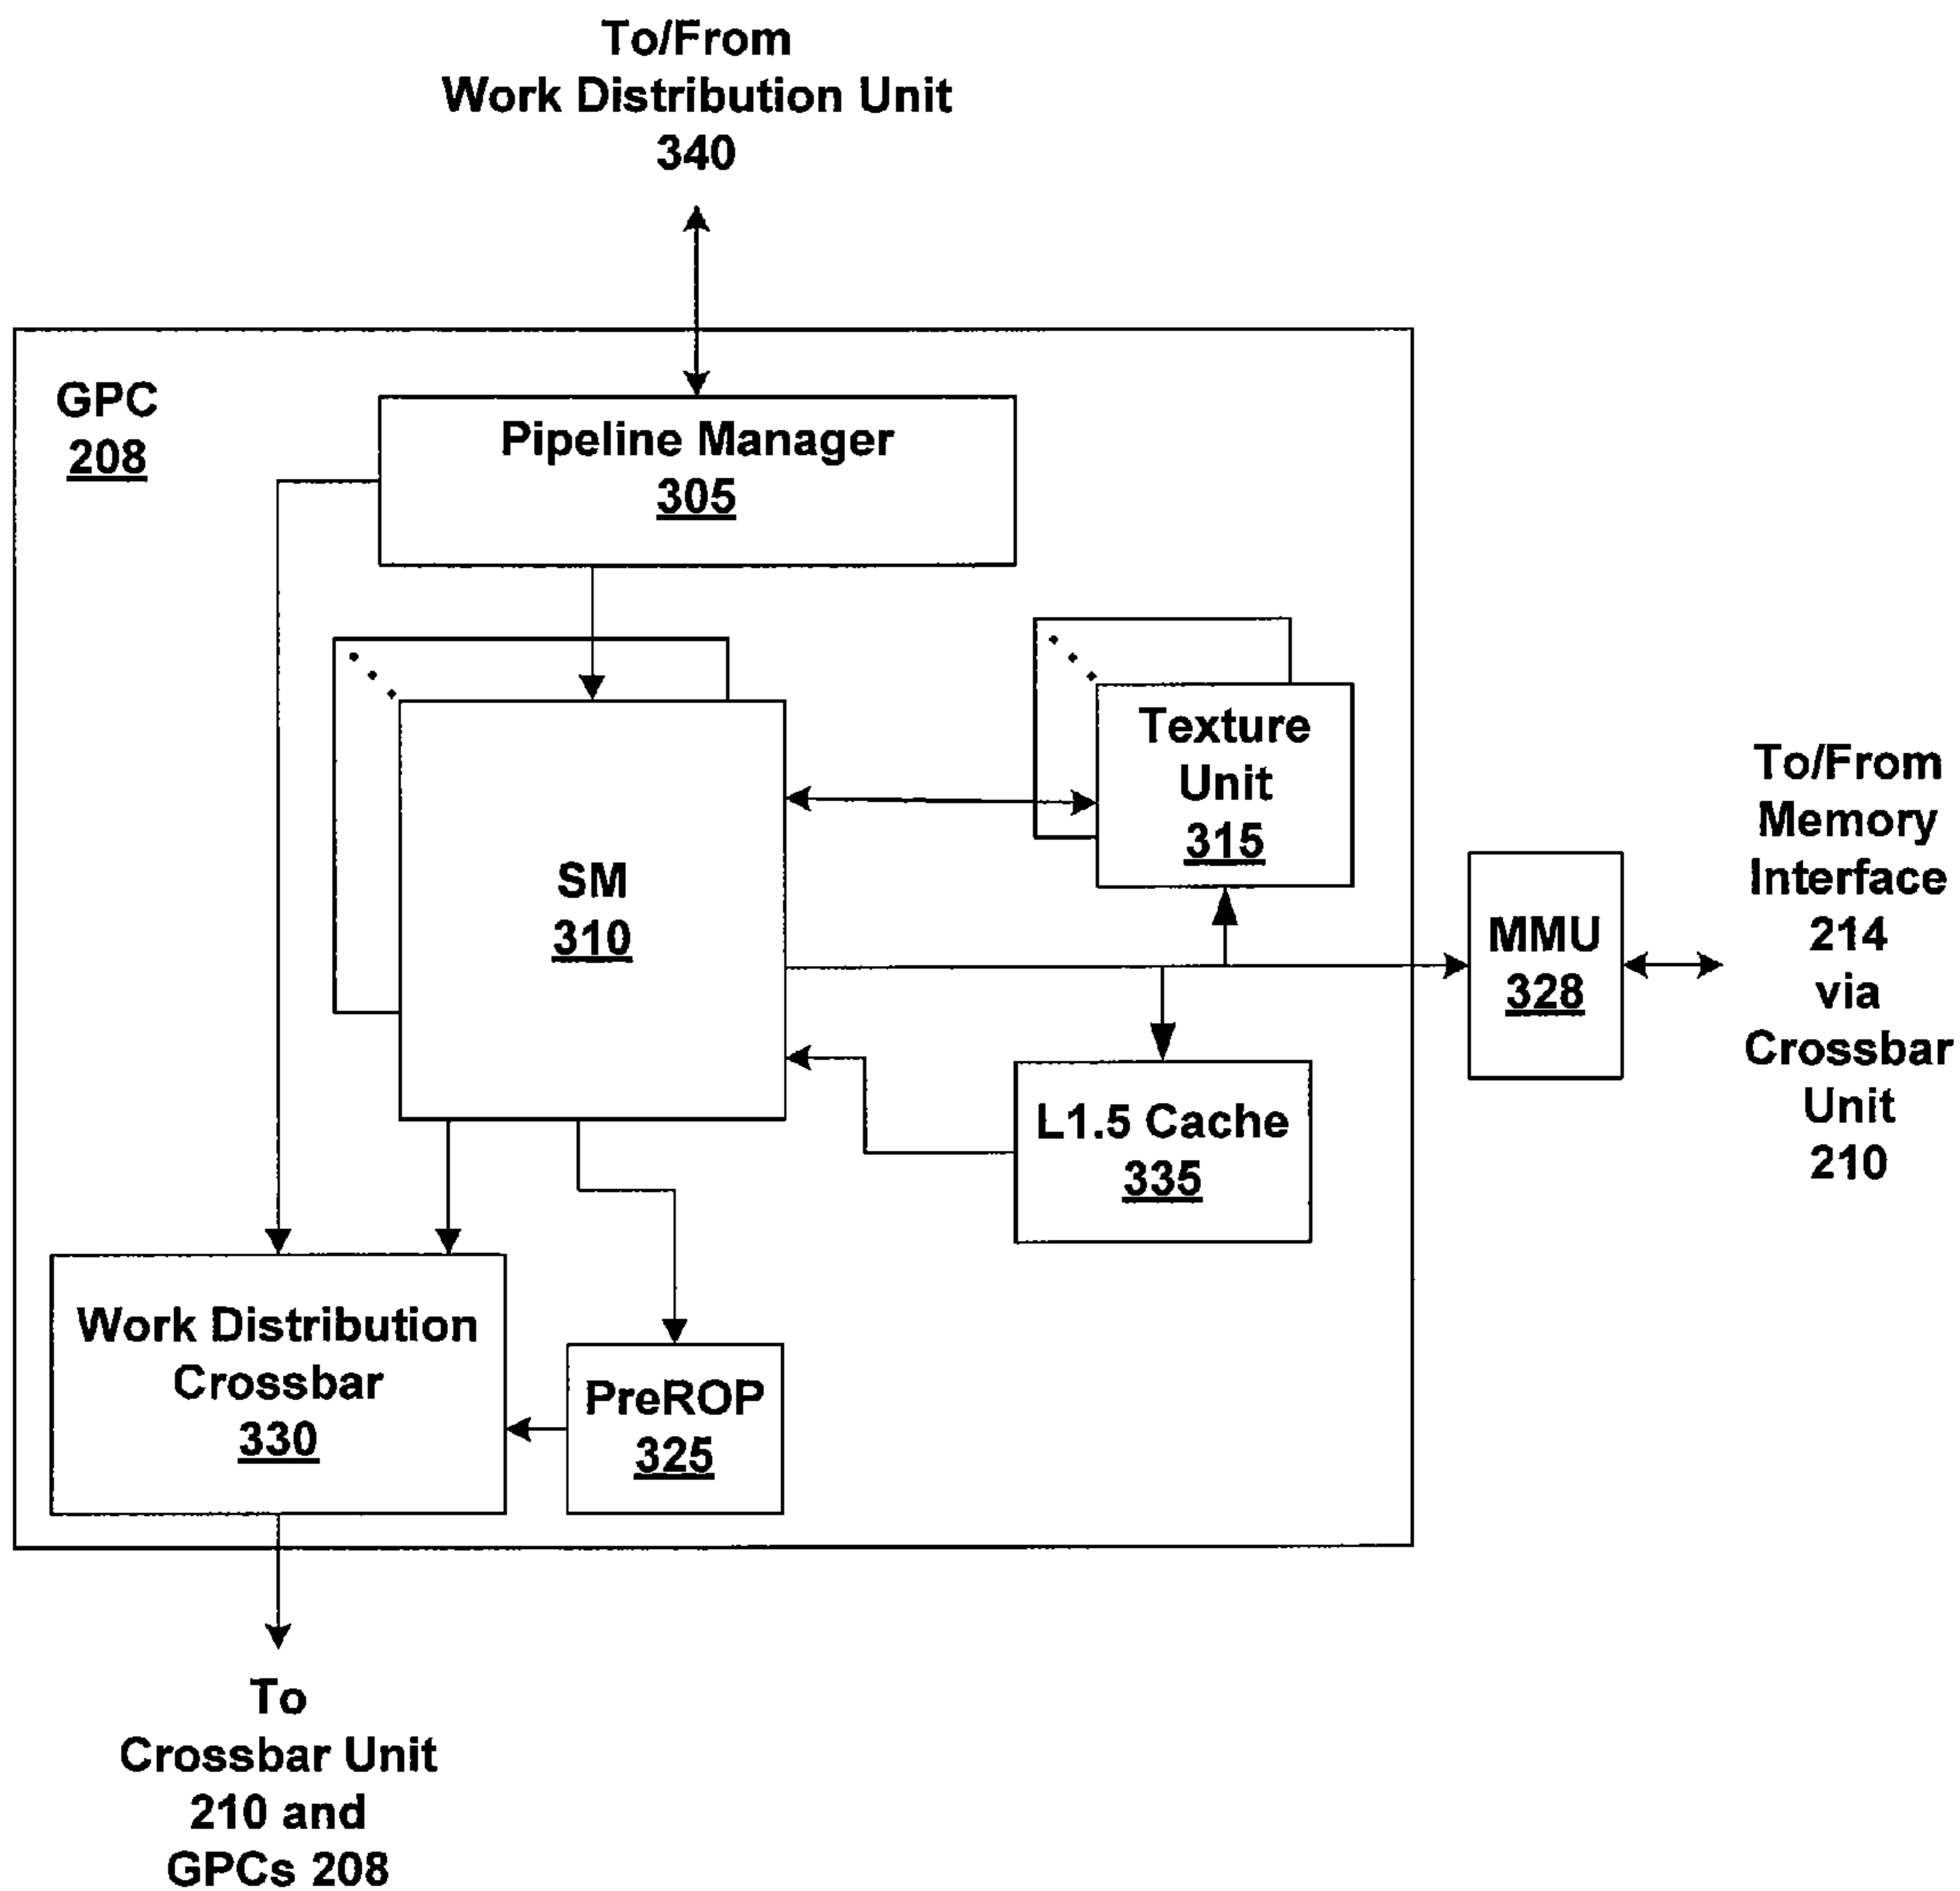 To/From
Work Distribution Unit
340
GPC
208
Pipeline Manager
305
Texture
Unit
315
SM
310
To/From
Memory
Interface
214
via
Crossbar
Unit
210
MMU
328
L1.5 Cache
335
Work Distribution
Crossbar
330
PreROP
325
To
Crossbar Unit
210 and
GPCs 208